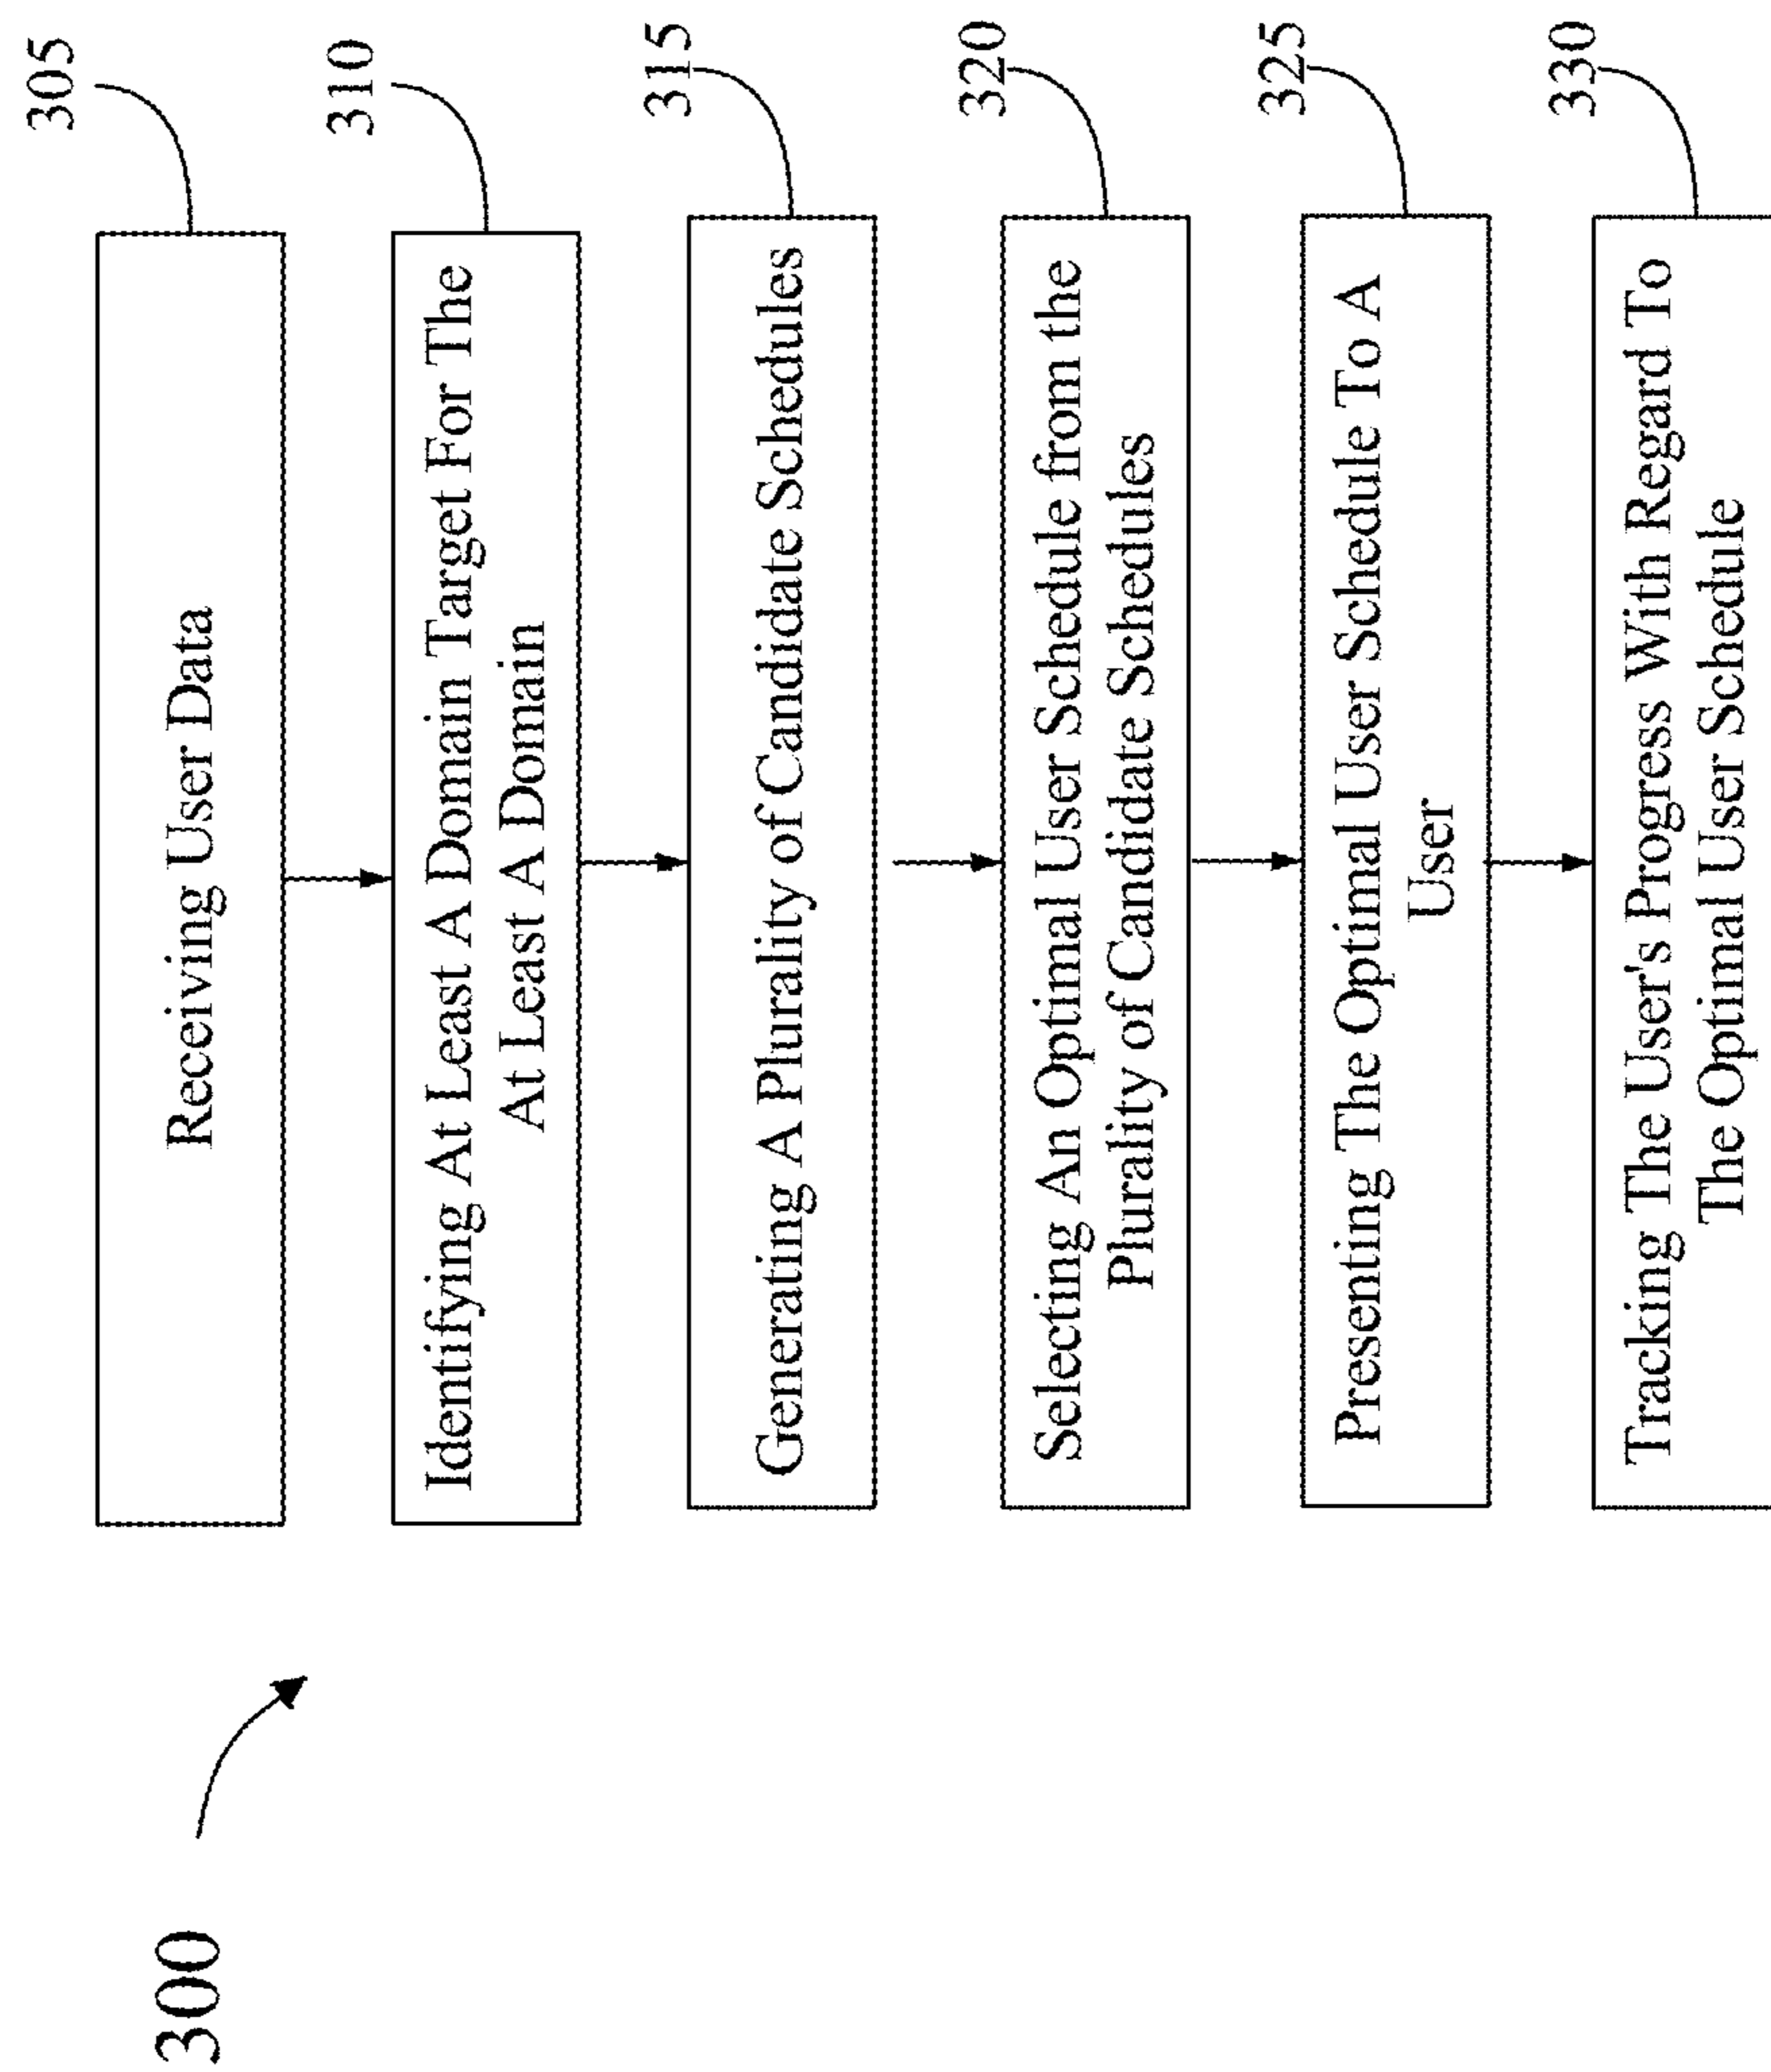 300
305
Receiving User Data
310
Identifying At Least A Domain Target For The
At Least A Domain
315
Generating A Plurality of Candidate Schedules
320
Selecting An Optimal User Schedule from the
Plurality of Candidate Schedules
325
Presenting The Optimal User Schedule To A
User
330
Tracking The User's Progress With Regard To
The Optimal User Schedule